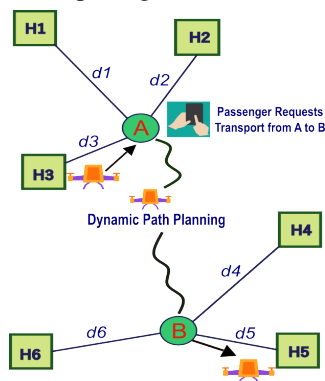 H1
H2
d1
d2
A
Passenger Requests
Transport from A to B
d3
H3
Dynamic Path Planning
H4
d4
B
d5
d6
H5
H6